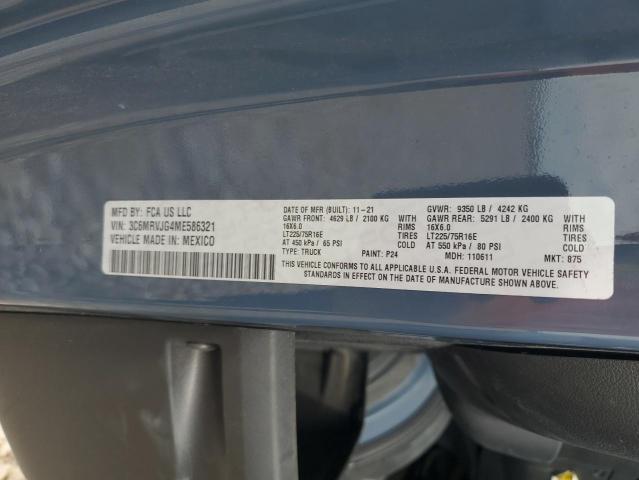 MFD BY: FCA US LLC DATE OF MFR (BUILT): 11-21 GVWR: 9350 LB / 4242 KG
VIN: 3C6MRVJG4ME586321 GAWR FRONT: 4629 LB / 2100 KG WITH GAWR REAR: 5291 LB / 2400 KG WITH
VEHICLE MADE IN: MEXICO 16X6.0 RIMS 16X6.0 RIMS
LT225/75R16E TIRES LT225/75R16E TIRES
AT 450 kPa / 65 PSI COLD AT 550 kPa / 80 PSI COLD
TYPE: TRUCK PAINT: P24 MDH: 110611 MKT: 875
THIS VEHICLE CONFORMS TO ALL APPLICABLE U.S.A. FEDERAL MOTOR VEHICLE SAFETY
STANDARDS IN EFFECT ON THE DATE OF MANUFACTURE SHOWN ABOVE.